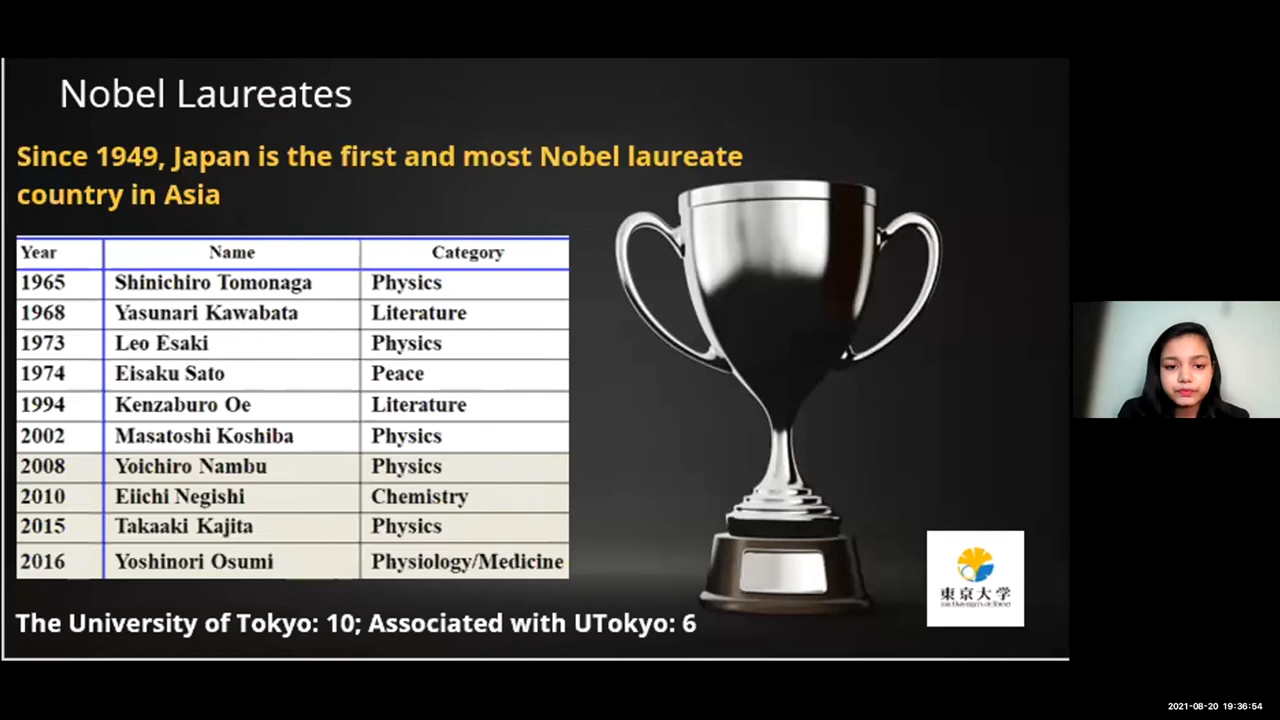 Nobel Laureates
Since 1949, Japan is the first and most Nobel laureate
country in Asia
Year Name Category
1965 Shinichiro Tomonaga Physics
1968 Yasunari Kawabata Literature
1973 Leo Esaki Physics
1974 Eisaku Sato Peace
1994 Kenzaburo Oe Literature
2002 Masatoshi Koshiba Physics
2008 Yoichiro Nambu Physics
2010 Eiichi Negishi Chemistry
2015 Takaaki Kajita Physics
2016 Yoshinori Osumi Physiology/Medicine
東京大学
THE UNIVERSITY OF TOKYO
The University of Tokyo: 10; Associated with UTokyo: 6
2021-08-20 19:36:54